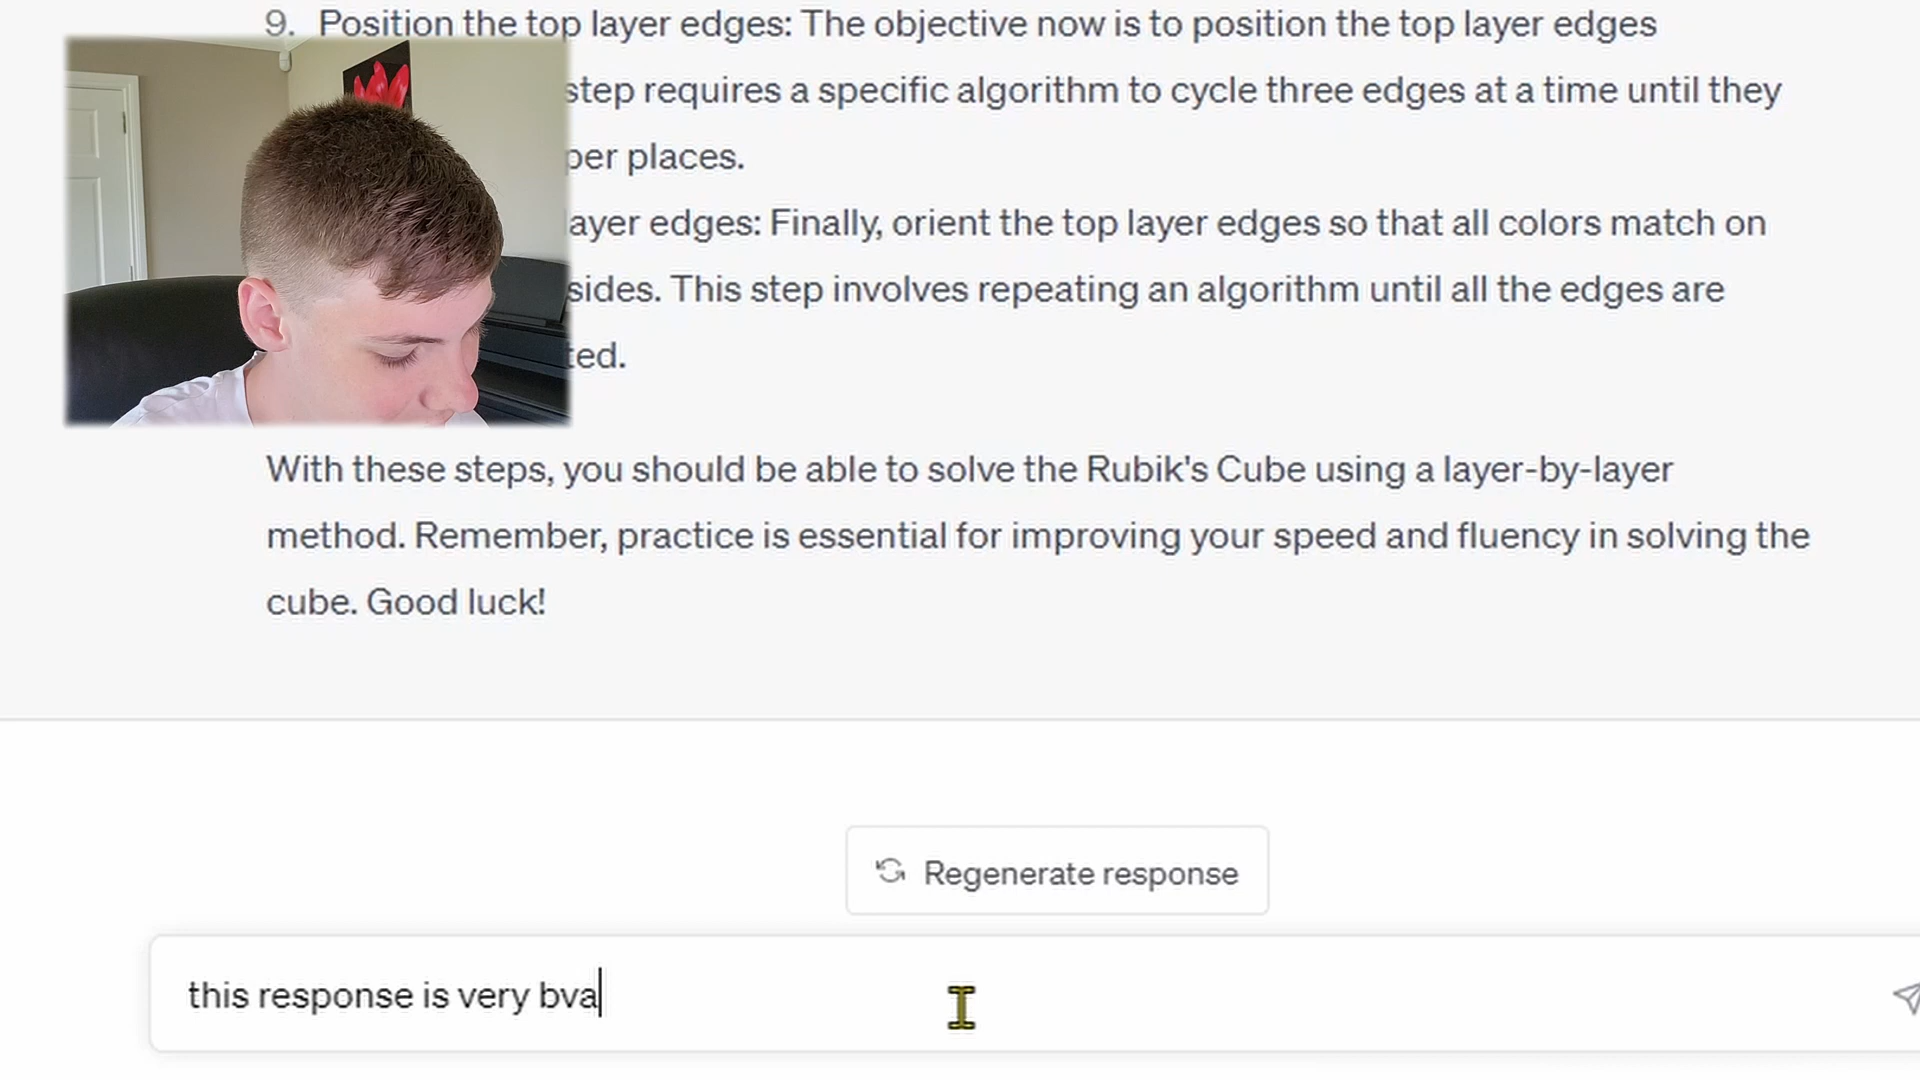 9. Position the top layer edges: The objective now is to position the top layer edges
step requires a specific algorithm to cycle three edges at a time until they
per places.
layer edges: Finally, orient the top layer edges so that all colors match on
sides. This step involves repeating an algorithm until all the edges are
ted.
With these steps, you should be able to solve the Rubik's Cube using a layer-by-layer
method. Remember, practice is essential for improving your speed and fluency in solving the
cube. Good luck!
Regenerate response
this response is very bva